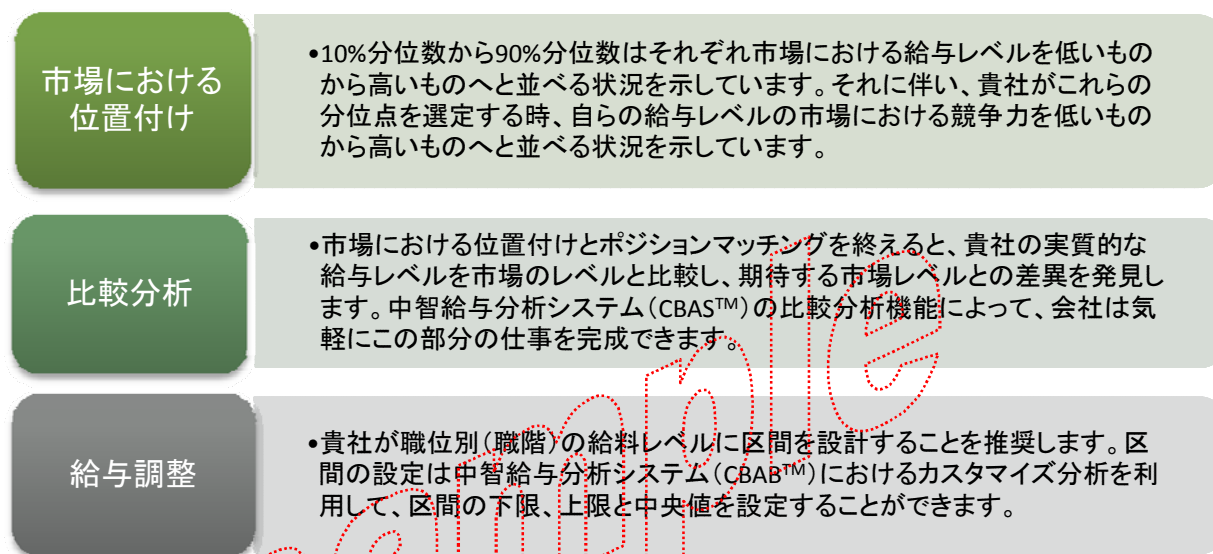 市場における
位置付け
•10%分位数から90%分位数はそれぞれ市場における給与レベルを低いもの
から高いものへと並べる状況を示しています。それに伴い、貴社がこれらの
分位点を選定する時、自らの給与レベルの市場における競争力を低いもの
から高いものへと並べる状況を示しています。
比較分析
•市場における位置付けとポジションマッチングを終えると、貴社の実質的な
給与レベルを市場のレベルと比較し、期待する市場レベルとの差異を発見し
ます。中智給与分析システム（CBAS™）の比較分析機能によって、会社は気
軽にこの部分の仕事を完成できます。
給与調整
•貴社が職位別（職階）の給料レベルに区間を設計することを推奨します。区
間の設定は中智給与分析システム（CBAB™）におけるカスタマイズ分析を利
用して、区間の下限、上限と中央値を設定することができます。
ample